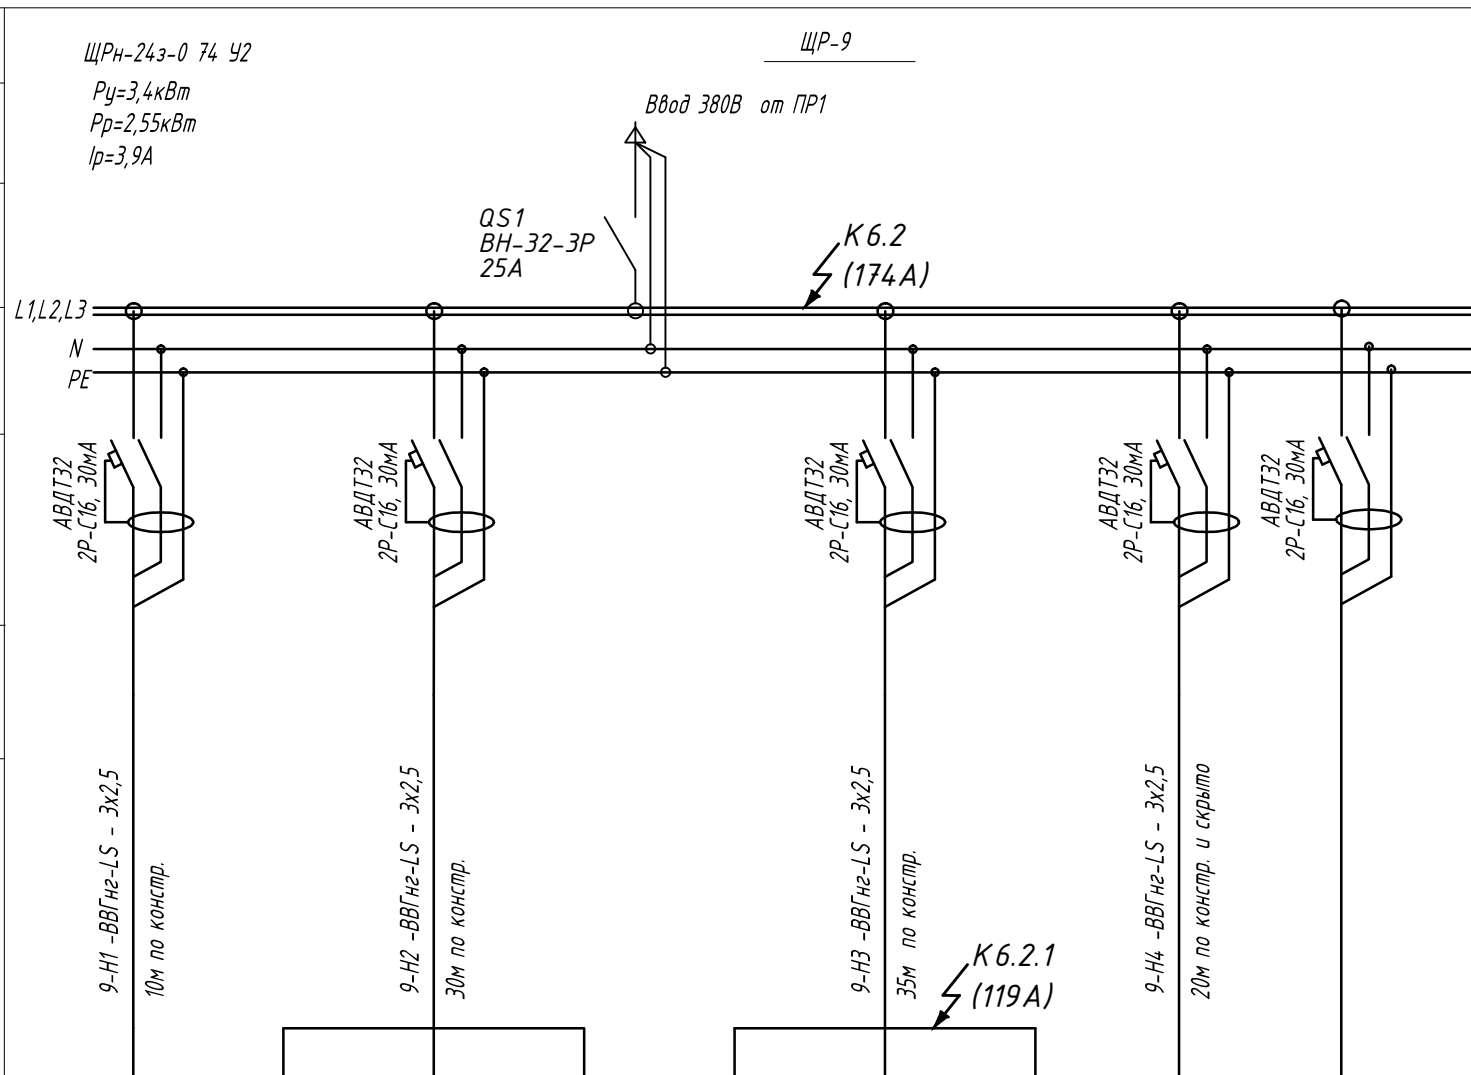 ЩРн-24з-0 74 У2
Ру=3,4кВт
Рр=2,55кВт
Iр=3,9А
ЩР-9
Ввод 380В от ПР1
QS1
ВН-32-3Р
25А
К6.2
(174А)
L1,L2,L3
N
PE
АВДТ32
2Р-С16, 30мА
АВДТ32
2Р-С16, 30мА
АВДТ32
2Р-С16, 30мА
АВДТ32
2Р-С16, 30мА
АВДТ32
2Р-С16, 30мА
9-Н1 -ВВГнг-LS - 3х2,5
10м по констр.
9-Н2 -ВВГнг-LS - 3х2,5
30м по констр.
9-Н3 -ВВГнг-LS - 3х2,5
35м по констр.
9-Н4 -ВВГнг-LS - 3х2,5
20м по констр. и скрыто
К6.2.1
(119А)